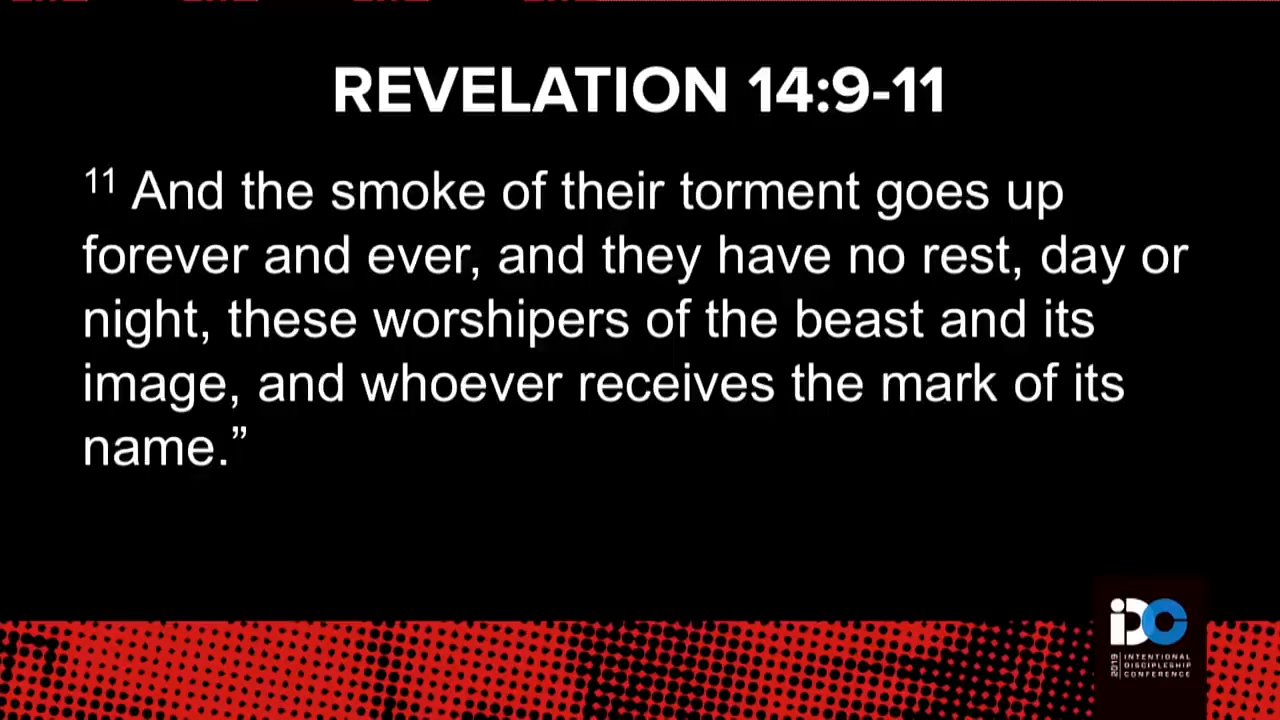 REVELATION 14:9-11
11 And the smoke of their torment goes up
forever and ever, and they have no rest, day or
night, these worshipers of the beast and its
image, and whoever receives the mark of its
name.”
iDC
2019
INTENTIONAL
DISCIPLESHIP
CONFERENCE